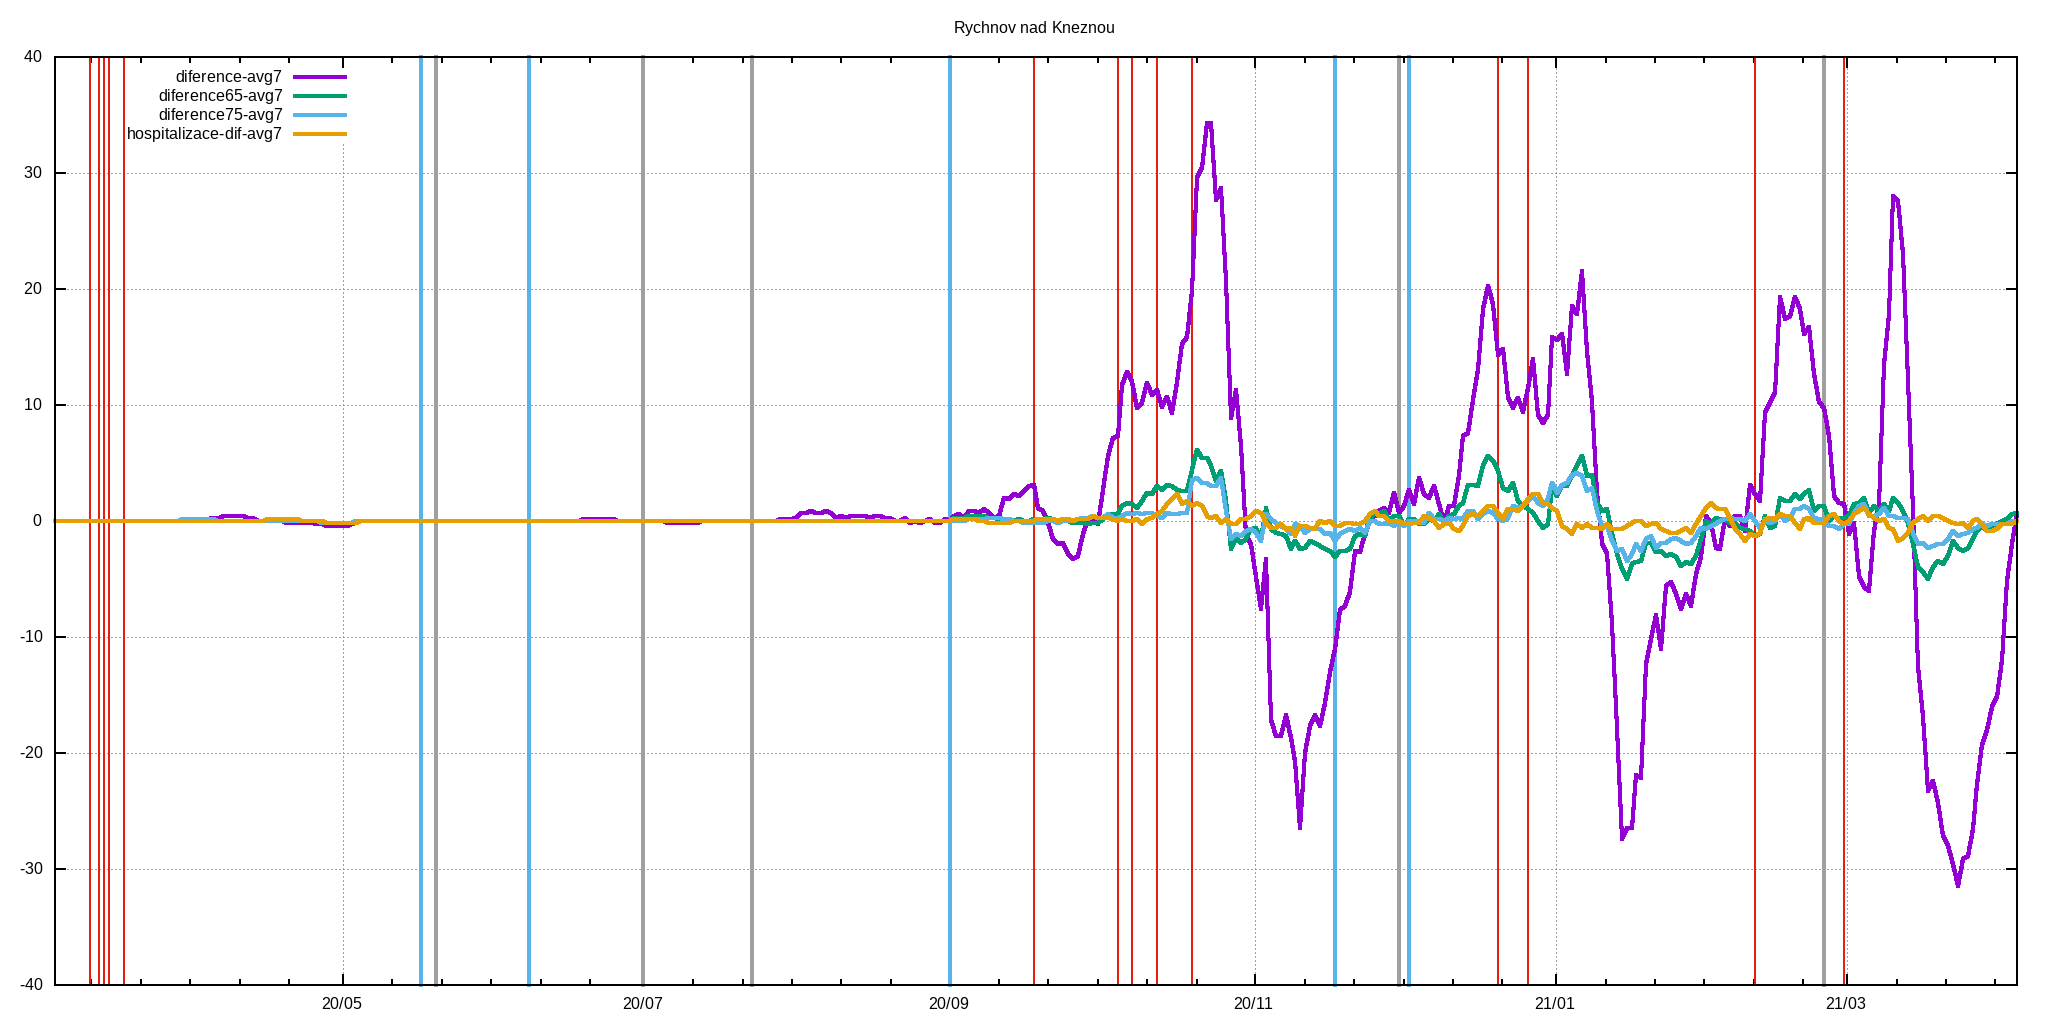 Rychnov nad Kneznou
diference-avg7
diference65-avg7
diference75-avg7
hospitalizace-dif-avg7
40
30
20
10
0
-10
-20
-30
-40
20/05 20/07 20/09 20/11 21/01 21/03